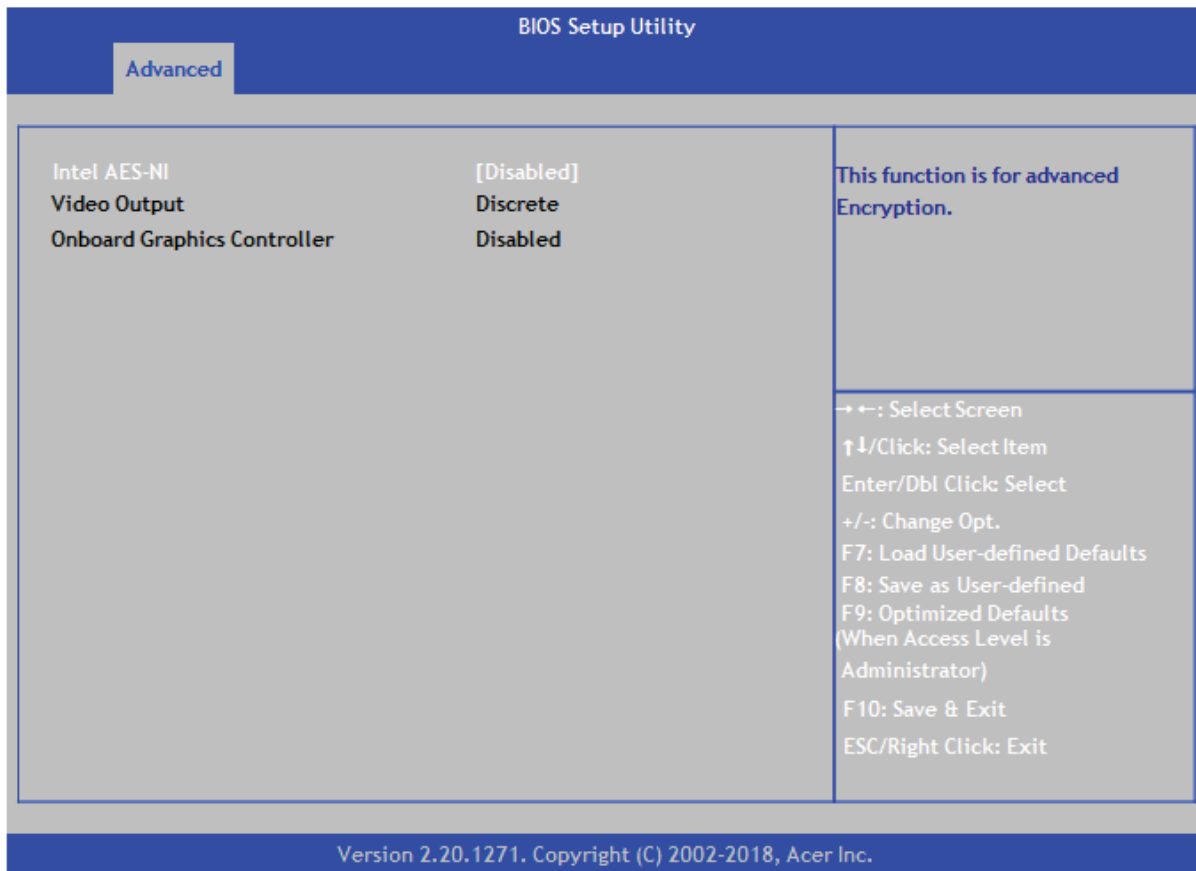 BIOS Setup Utility
Advanced
Intel AES-NI [Disabled]
Video Output Discrete
Onboard Graphics Controller Disabled
This function is for advanced
Encryption.
→ ←: Select Screen
↑↓/Click: Select Item
Enter/Dbl Click: Select
+/-: Change Opt.
F7: Load User-defined Defaults
F8: Save as User-defined
F9: Optimized Defaults
(When Access Level is
Administrator)
F10: Save & Exit
ESC/Right Click: Exit
Version 2.20.1271. Copyright (C) 2002-2018, Acer Inc.